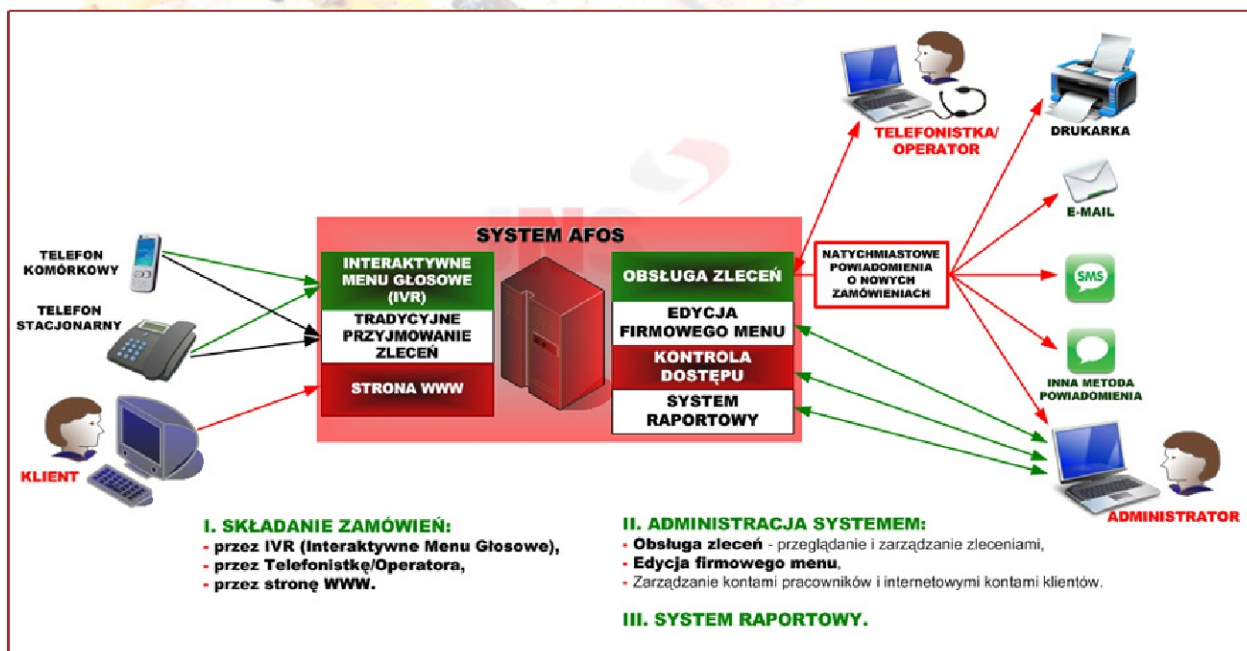 TELEFONISTKA/
OPERATOR
DRUKARKA
E-MAIL
SMS
INNA METODA
POWIADOMIENIA
ADMINISTRATOR
NATYCHMIASTOWE
POWIADOMIENIA
O NOWYCH
ZAMÓWIENIACH
JNS
SYSTEM AFOS
TELEFON
KOMÓRKOWY
TELEFON
STACJONARNY
KLIENT
INTERAKTYWNE
MENU GŁOSOWE
(IVR)
TRADYCYJNE
PRZYJMOWANIE
ZLECEŃ
STRONA WWW
OBSŁUGA ZLECEŃ
EDYCJA
FIRMOWEGO MENU
KONTROLA
DOSTĘPU
SYSTEM
RAPORTOWY
I. SKŁADANIE ZAMÓWIEŃ:
- przez IVR (Interaktywne Menu Głosowe),
- przez Telefonistkę/Operatora,
- przez stronę WWW.
II. ADMINISTRACJA SYSTEMEM:
- Obsługa zleceń - przeglądanie i zarządzanie zleceniami,
- Edycja firmowego menu,
- Zarządzanie kontami pracowników i internetowymi kontami klientów.
III. SYSTEM RAPORTOWY.